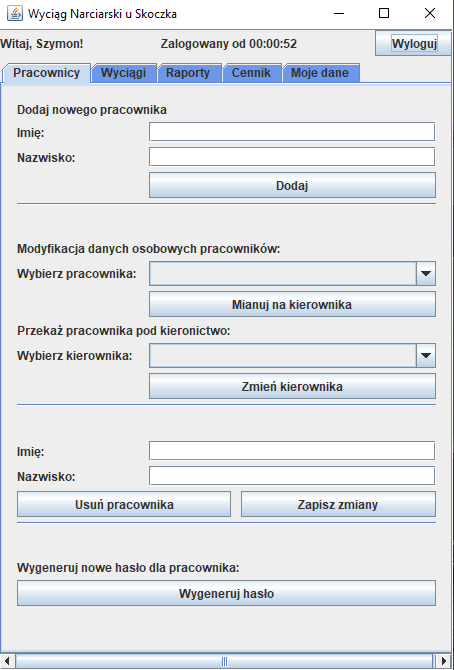 Wyciąg Narciarski u Skoczka
Witaj, Szymon! Zalogowany od 00:00:52 Wyloguj
Pracownicy Wyciągi Raporty Cennik Moje dane
Dodaj nowego pracownika
Imię:
Nazwisko:
Dodaj
Modyfikacja danych osobowych pracowników:
Wybierz pracownika:
Mianuj na kierownika
Przekaż pracownika pod kieronictwo:
Wybierz kierownika:
Zmień kierownika
Imię:
Nazwisko:
Usuń pracownika Zapisz zmiany
Wygeneruj nowe hasło dla pracownika:
Wygeneruj hasło